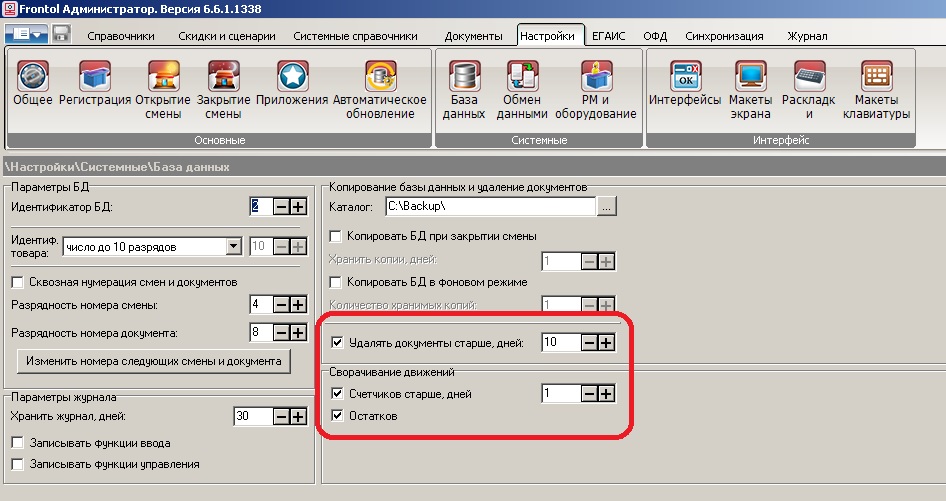 Frontol Администратор. Версия 6.6.1.1338
Справочники Скидки и сценарии Системные справочники Документы Настройки ЕГАИС ОФД Синхронизация Журнал
Общее Регистрация Открытие смены Закрытие смены Приложения Автоматическое обновление База данных Обмен данными РМ и оборудование Интерфейсы Макеты экрана Раскладк и Макеты клавиатуры
OK
Основные Системные Интерфейс
\Настройки\Системные\База данных
Параметры БД
Идентификатор БД: 2
Идентиф. товара: число до 10 разрядов 10
Сквозная нумерация смен и документов
Разрядность номера смены: 4
Разрядность номера документа: 8
Изменить номера следующих смены и документа
Параметры журнала
Хранить журнал, дней: 30
Записывать функции ввода
Записывать функции управления
Копирование базы данных и удаление документов
Каталог: C:\Backup\ ...
Копировать БД при закрытии смены
Хранить копии, дней: 1
Копировать БД в фоновом режиме
Количество хранимых копий: 1
Удалять документы старше, дней: 10
Сворачивание движений
Счетчиков старше, дней 1
Остатков